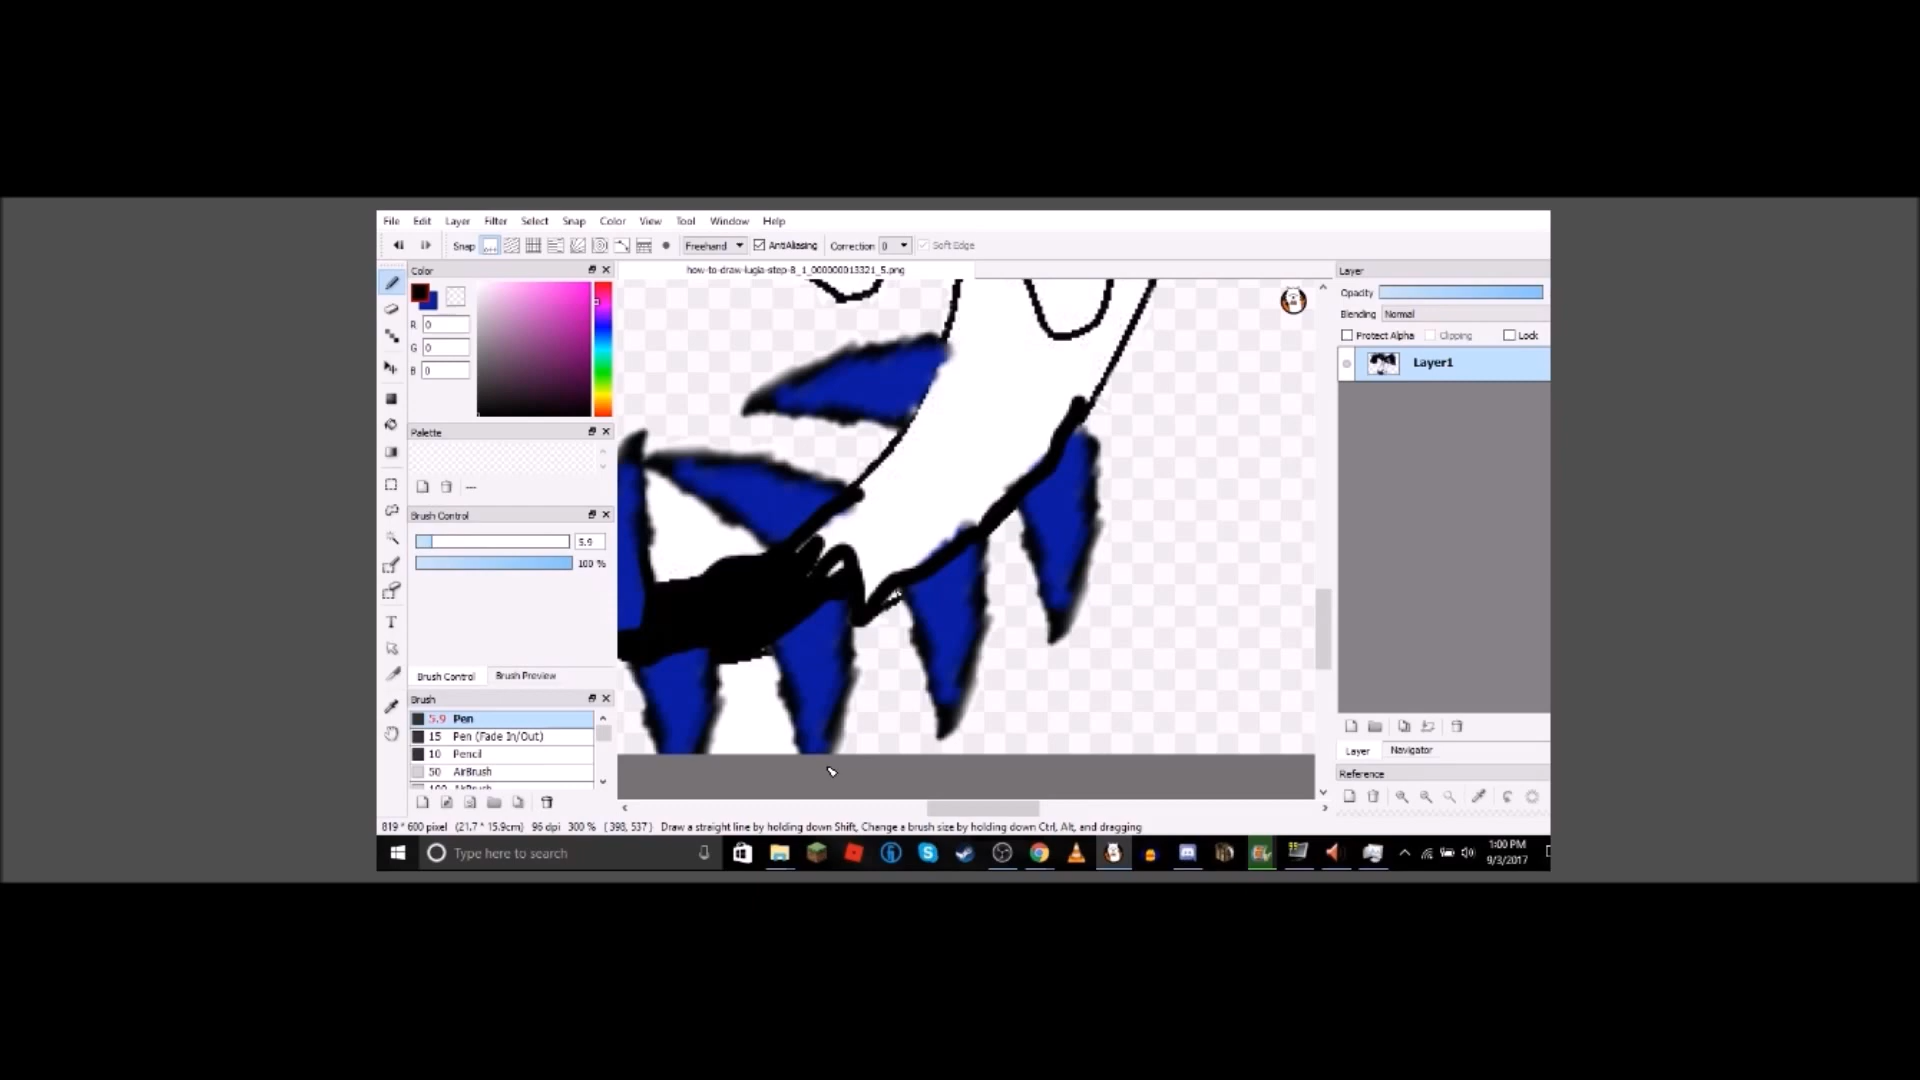 File Edit Layer Filter Select Snap Color View Tool Window Help
Snap Freehand AntiAliasing Correction 0 Soft Edge
Color
how-to-draw-lugia-step-8_1_000000013321_5.png
R 0
G 0
B 0
Palette
---
Brush Control
5.9
100 %
Brush Control Brush Preview
Brush
5.9 Pen
15 Pen (Fade In/Out)
10 Pencil
50 AirBrush
100 AirBrush
Layer
Opacity
Blending Normal
Protect Alpha Clipping Lock
Layer1
Layer Navigator
Reference
819 * 600 pixel (21.7 * 15.9cm) 96 dpi 300 % ( 398, 537 ) Draw a straight line by holding down Shift, Change a brush size by holding down Ctrl, Alt, and dragging
Type here to search
1:00 PM
9/3/2017